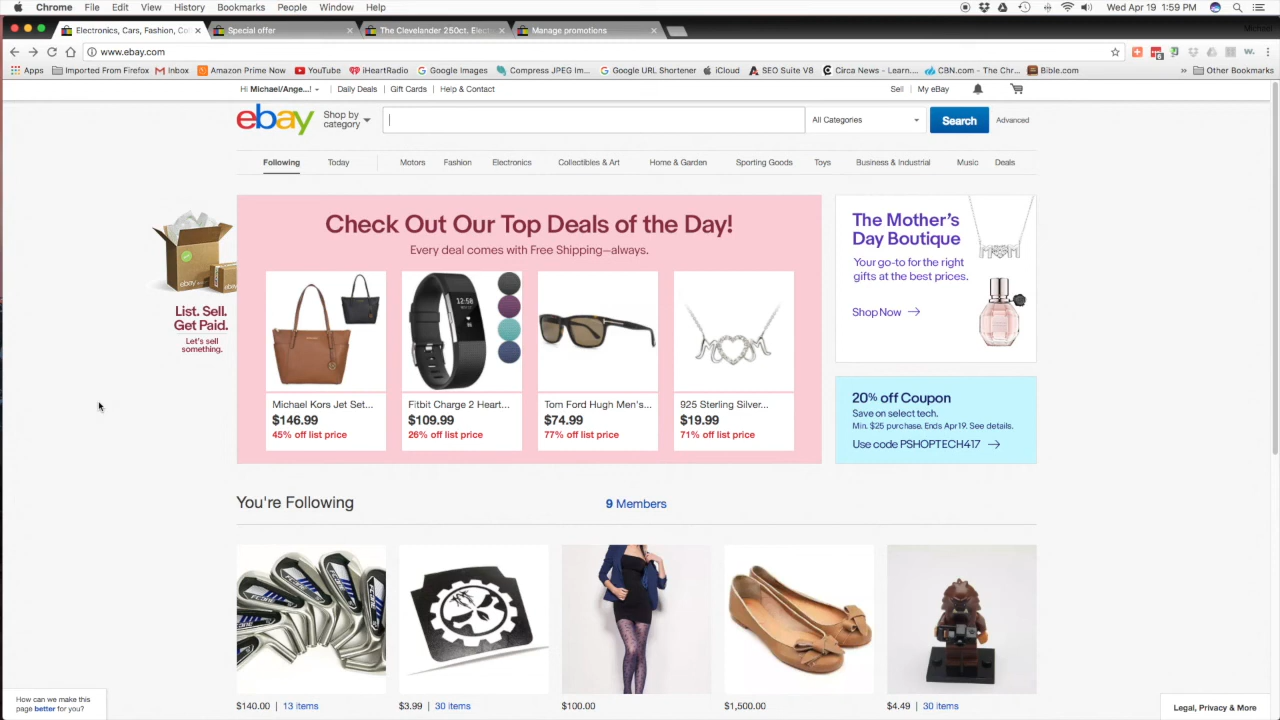 Chrome File Edit View History Bookmarks People Window Help Wed Apr 19 1:59 PM
Electronics, Cars, Fashion, Co Special offer The Clevelander 250ct. Elect Manage promotions Michael
www.ebay.com
Apps Imported From Firefox Inbox Amazon Prime Now YouTube iHeartRadio Google Images Compress JPEG Im... Google URL Shortener iCloud SEO Suite V8 Circa News - Learn.... CBN.com - The Chr... Bible.com » Other Bookmarks
Hi Michael/Ange...! Daily Deals Gift Cards Help & Contact Sell My eBay
ebay Shop by category All Categories Search Advanced
Following Today Motors Fashion Electronics Collectibles & Art Home & Garden Sporting Goods Toys Business & Industrial Music Deals
Check Out Our Top Deals of the Day!
Every deal comes with Free Shipping—always.
Michael Kors Jet Set...
$146.99
45% off list price
12:58
Fitbit Charge 2 Heart...
$109.99
26% off list price
Tom Ford Hugh Men's...
$74.99
77% off list price
925 Sterling Silver...
$19.99
71% off list price
ebay
List. Sell.
Get Paid.
Let's sell
something.
The Mother's
Day Boutique
Your go-to for the right
gifts at the best prices.
Shop Now
20% off Coupon
Save on select tech.
Min. $25 purchase. Ends Apr19. See details.
Use code PSHOPTECH417
You're Following 9 Members
$140.00 13 items
$3.99 30 items
$100.00
$1,500.00
$4.49 30 items
How can we make this
page better for you?
Legal, Privacy & More